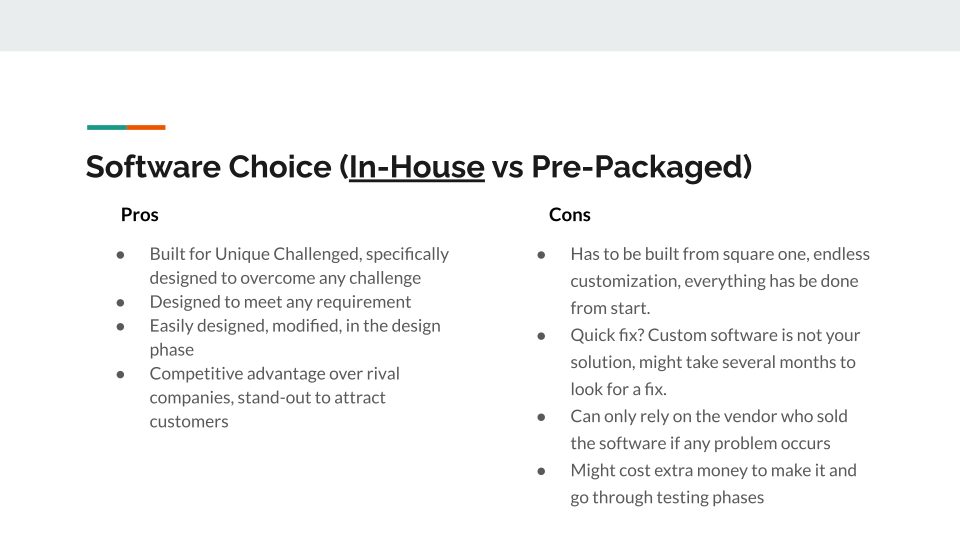 Software Choice (In-House vs Pre-Packaged)
Pros
● Built for Unique Challenged, specifically
designed to overcome any challenge
● Designed to meet any requirement
● Easily designed, modified, in the design
phase
● Competitive advantage over rival
companies, stand-out to attract
customers
Cons
● Has to be built from square one, endless
customization, everything has be done
from start.
● Quick fix? Custom software is not your
solution, might take several months to
look for a fix.
● Can only rely on the vendor who sold
the software if any problem occurs
● Might cost extra money to make it and
go through testing phases